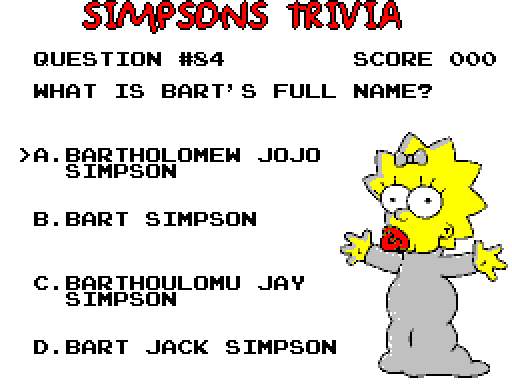 SIMPSONS TRIVIA
QUESTION #84 SCORE 000
WHAT IS BART'S FULL NAME?
>A.BARTHOLOMEW JOJO
SIMPSON
B.BART SIMPSON
C.BARTHOULOMU JAY
SIMPSON
D.BART JACK SIMPSON